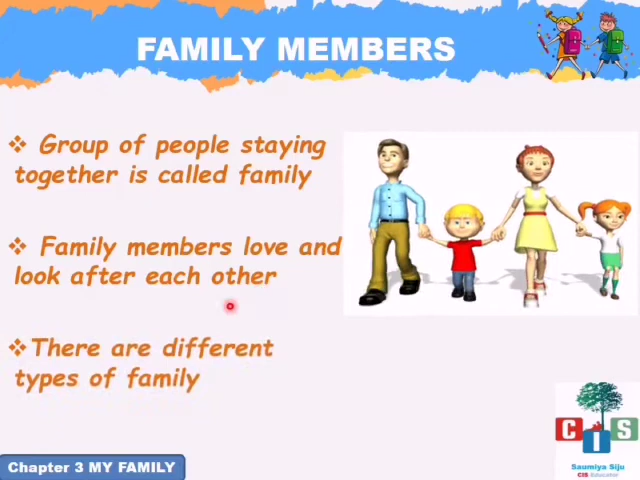 FAMILY MEMBERS
❖ Group of people staying
together is called family
❖ Family members love and
look after each other
❖There are different
types of family
Chapter 3 MY FAMILY
CIS
Saumiya Siju
CIS Educator